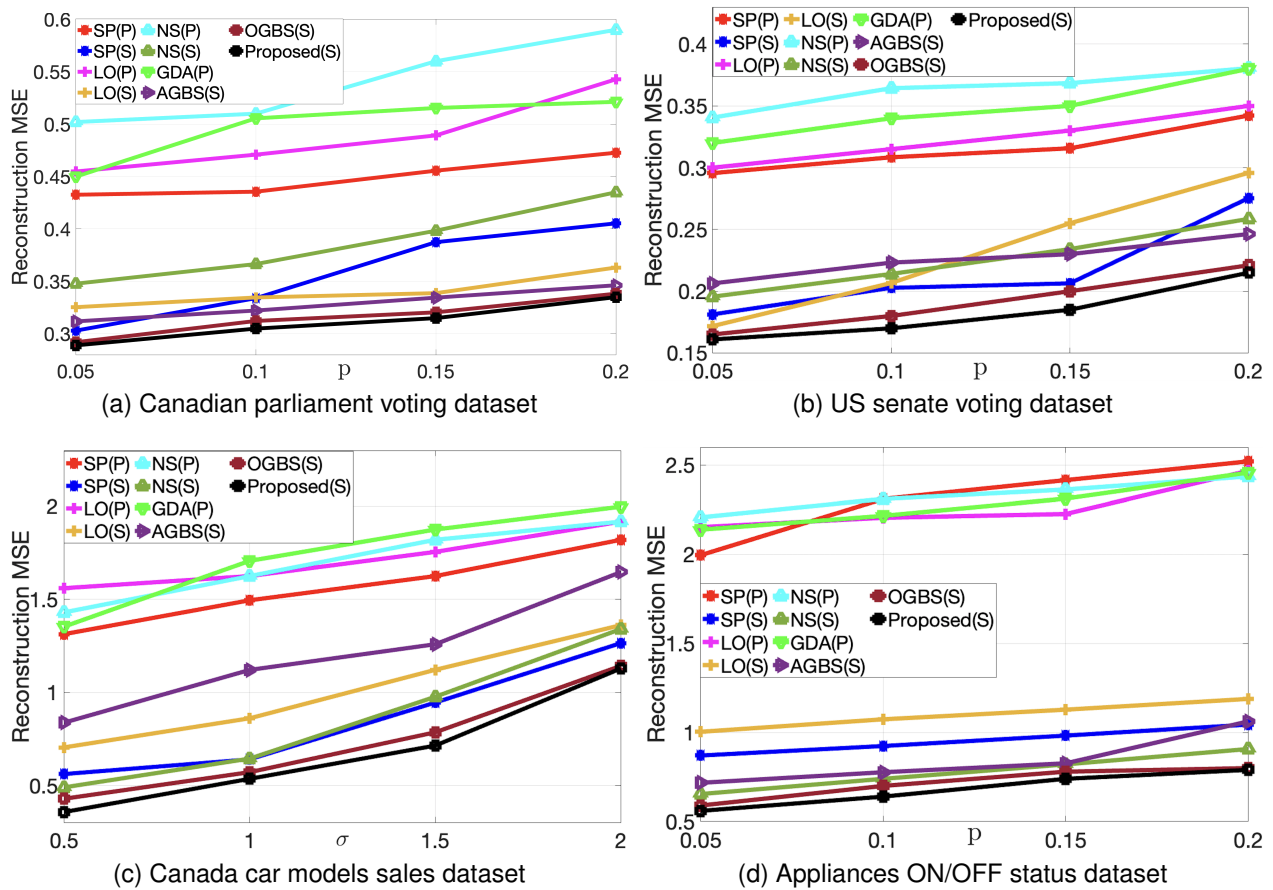 0.6
0.55
0.5
0.45
0.4
0.35
0.3
Reconstruction MSE
SP(P) NS(P) OGBS(S)
SP(S) NS(S) Proposed(S)
LO(P) GDA(P)
LO(S) AGBS(S)
0.05 0.1 p 0.15 0.2
(a) Canadian parliament voting dataset
0.4
0.35
0.3
0.25
0.2
0.15
Reconstruction MSE
SP(P) LO(S) GDA(P) Proposed(S)
SP(S) NS(P) AGBS(S)
LO(P) NS(S) OGBS(S)
0.05 0.1 p 0.15 0.2
(b) US senate voting dataset
2
1.5
1
0.5
Reconstruction MSE
SP(P) NS(P) OGBS(S)
SP(S) NS(S) Proposed(S)
LO(P) GDA(P)
LO(S) AGBS(S)
0.5 1 σ 1.5 2
(c) Canada car models sales dataset
2.5
2
1.5
1
0.5
Reconstruction MSE
SP(P) NS(P) OGBS(S)
SP(S) NS(S) Proposed(S)
LO(P) GDA(P)
LO(S) AGBS(S)
0.05 0.1 p 0.15 0.2
(d) Appliances ON/OFF status dataset